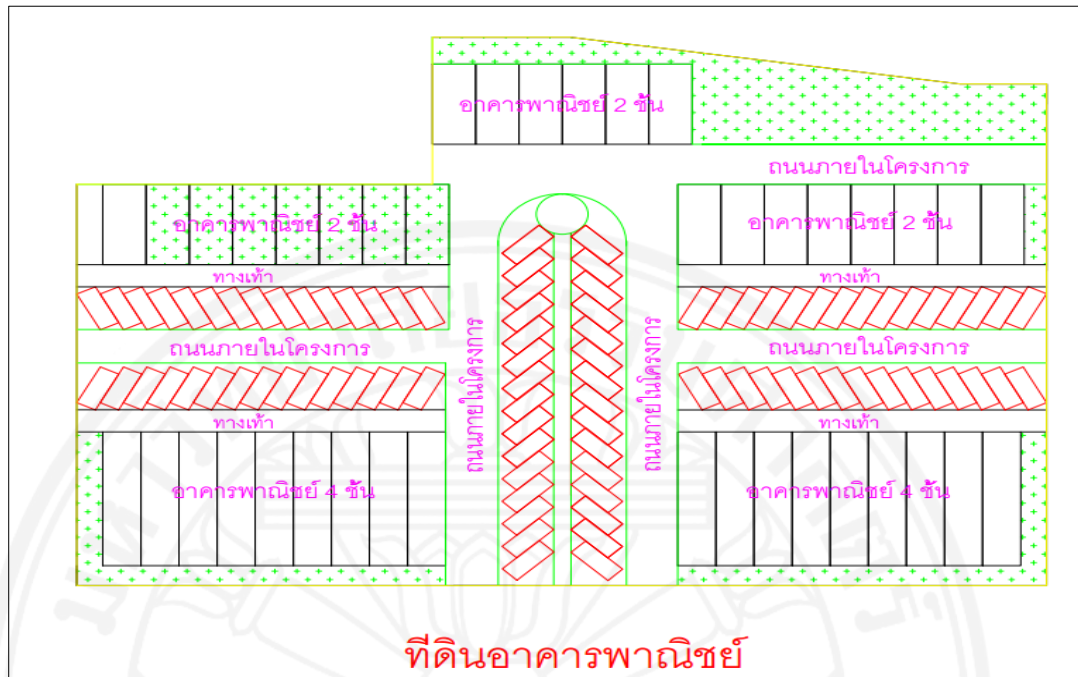 อาคารพาณิชย์ 2 ชั้น
ถนนภายในโครงการ
อาคารพาณิชย์ 2 ชั้น
อาคารพาณิชย์ 2 ชั้น
ทางเท้า
ทางเท้า
ถนนภายในโครงการ
ถนนภายในโครงการ
ถนนภายในโครงการ
ถนนภายในโครงการ
ทางเท้า
ทางเท้า
อาคารพาณิชย์ 4 ชั้น
อาคารพาณิชย์ 4 ชั้น
ที่ดินอาคารพาณิชย์